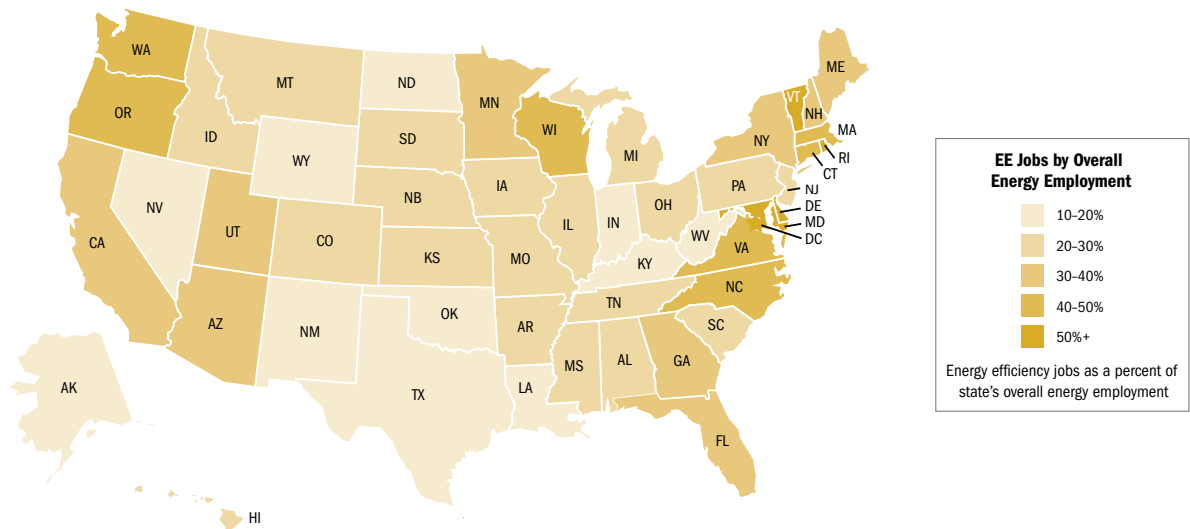 WA
OR
CA
NV
ID
MT
WY
UT
AZ
CO
NM
ND
SD
NB
KS
OK
TX
MN
IA
MO
AR
LA
WI
IL
MI
IN
OH
KY
TN
MS
AL
GA
FL
SC
NC
VA
WV
PA
NY
VT
NH
ME
MA
RI
CT
NJ
DE
MD
DC
AK
HI
EE Jobs by Overall
Energy Employment
10–20%
20–30%
30–40%
40–50%
50%+
Energy efficiency jobs as a percent of
state's overall energy employment